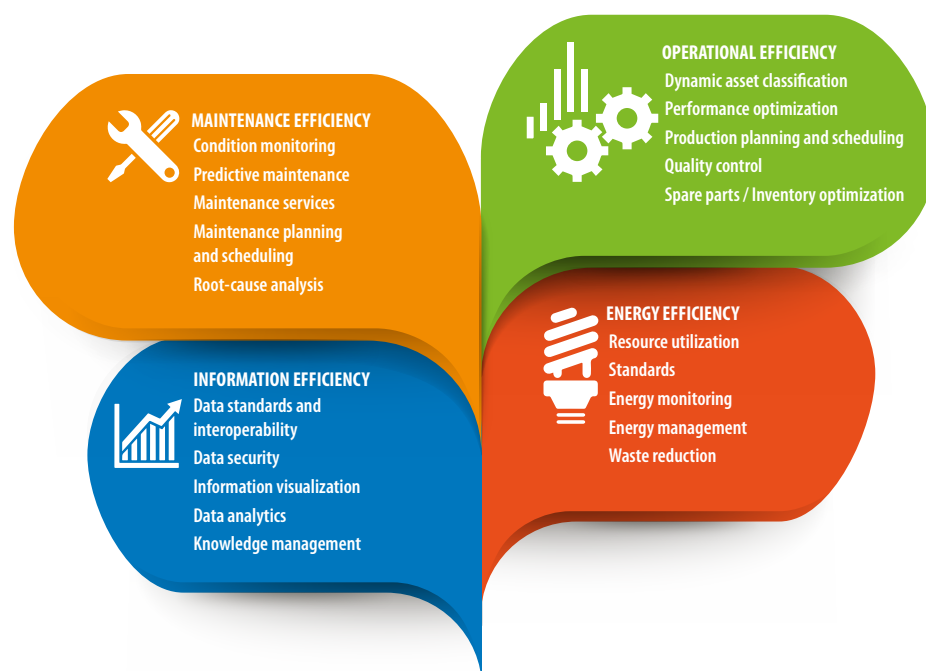 MAINTENANCE EFFICIENCY
Condition monitoring
Predictive maintenance
Maintenance services
Maintenance planning
and scheduling
Root-cause analysis
OPERATIONAL EFFICIENCY
Dynamic asset classification
Performance optimization
Production planning and scheduling
Quality control
Spare parts / Inventory optimization
INFORMATION EFFICIENCY
Data standards and
interoperability
Data security
Information visualization
Data analytics
Knowledge management
ENERGY EFFICIENCY
Resource utilization
Standards
Energy monitoring
Energy management
Waste reduction